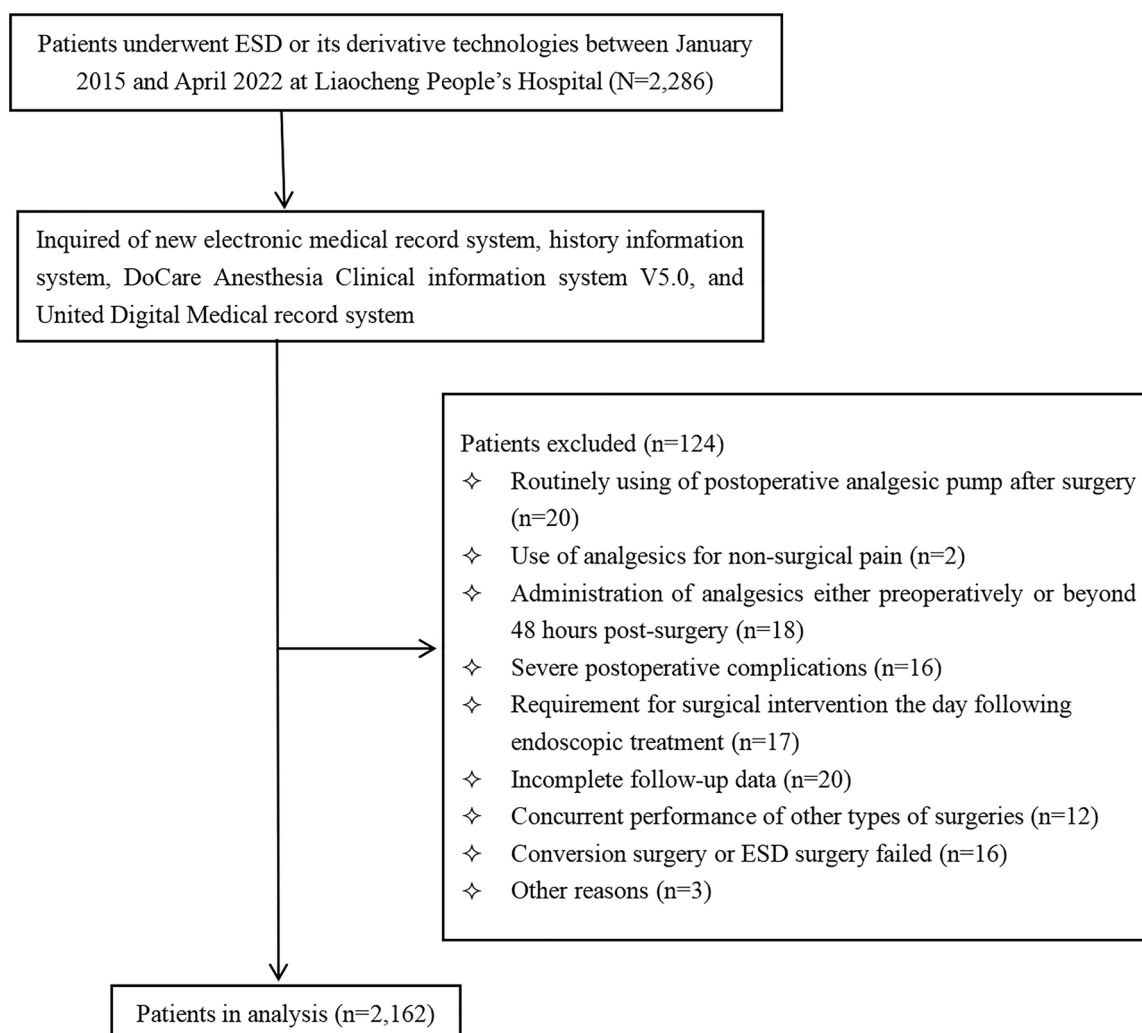 Patients underwent ESD or its derivative technologies between January
2015 and April 2022 at Liaocheng People's Hospital (N=2,286)
Inquired of new electronic medical record system, history information
system, DoCare Anesthesia Clinical information system V5.0, and
United Digital Medical record system
Patients excluded (n=124)
✧ Routinely using of postoperative analgesic pump after surgery
(n=20)
✧ Use of analgesics for non-surgical pain (n=2)
✧ Administration of analgesics either preoperatively or beyond
48 hours post-surgery (n=18)
✧ Severe postoperative complications (n=16)
✧ Requirement for surgical intervention the day following
endoscopic treatment (n=17)
✧ Incomplete follow-up data (n=20)
✧ Concurrent performance of other types of surgeries (n=12)
✧ Conversion surgery or ESD surgery failed (n=16)
✧ Other reasons (n=3)
Patients in analysis (n=2,162)